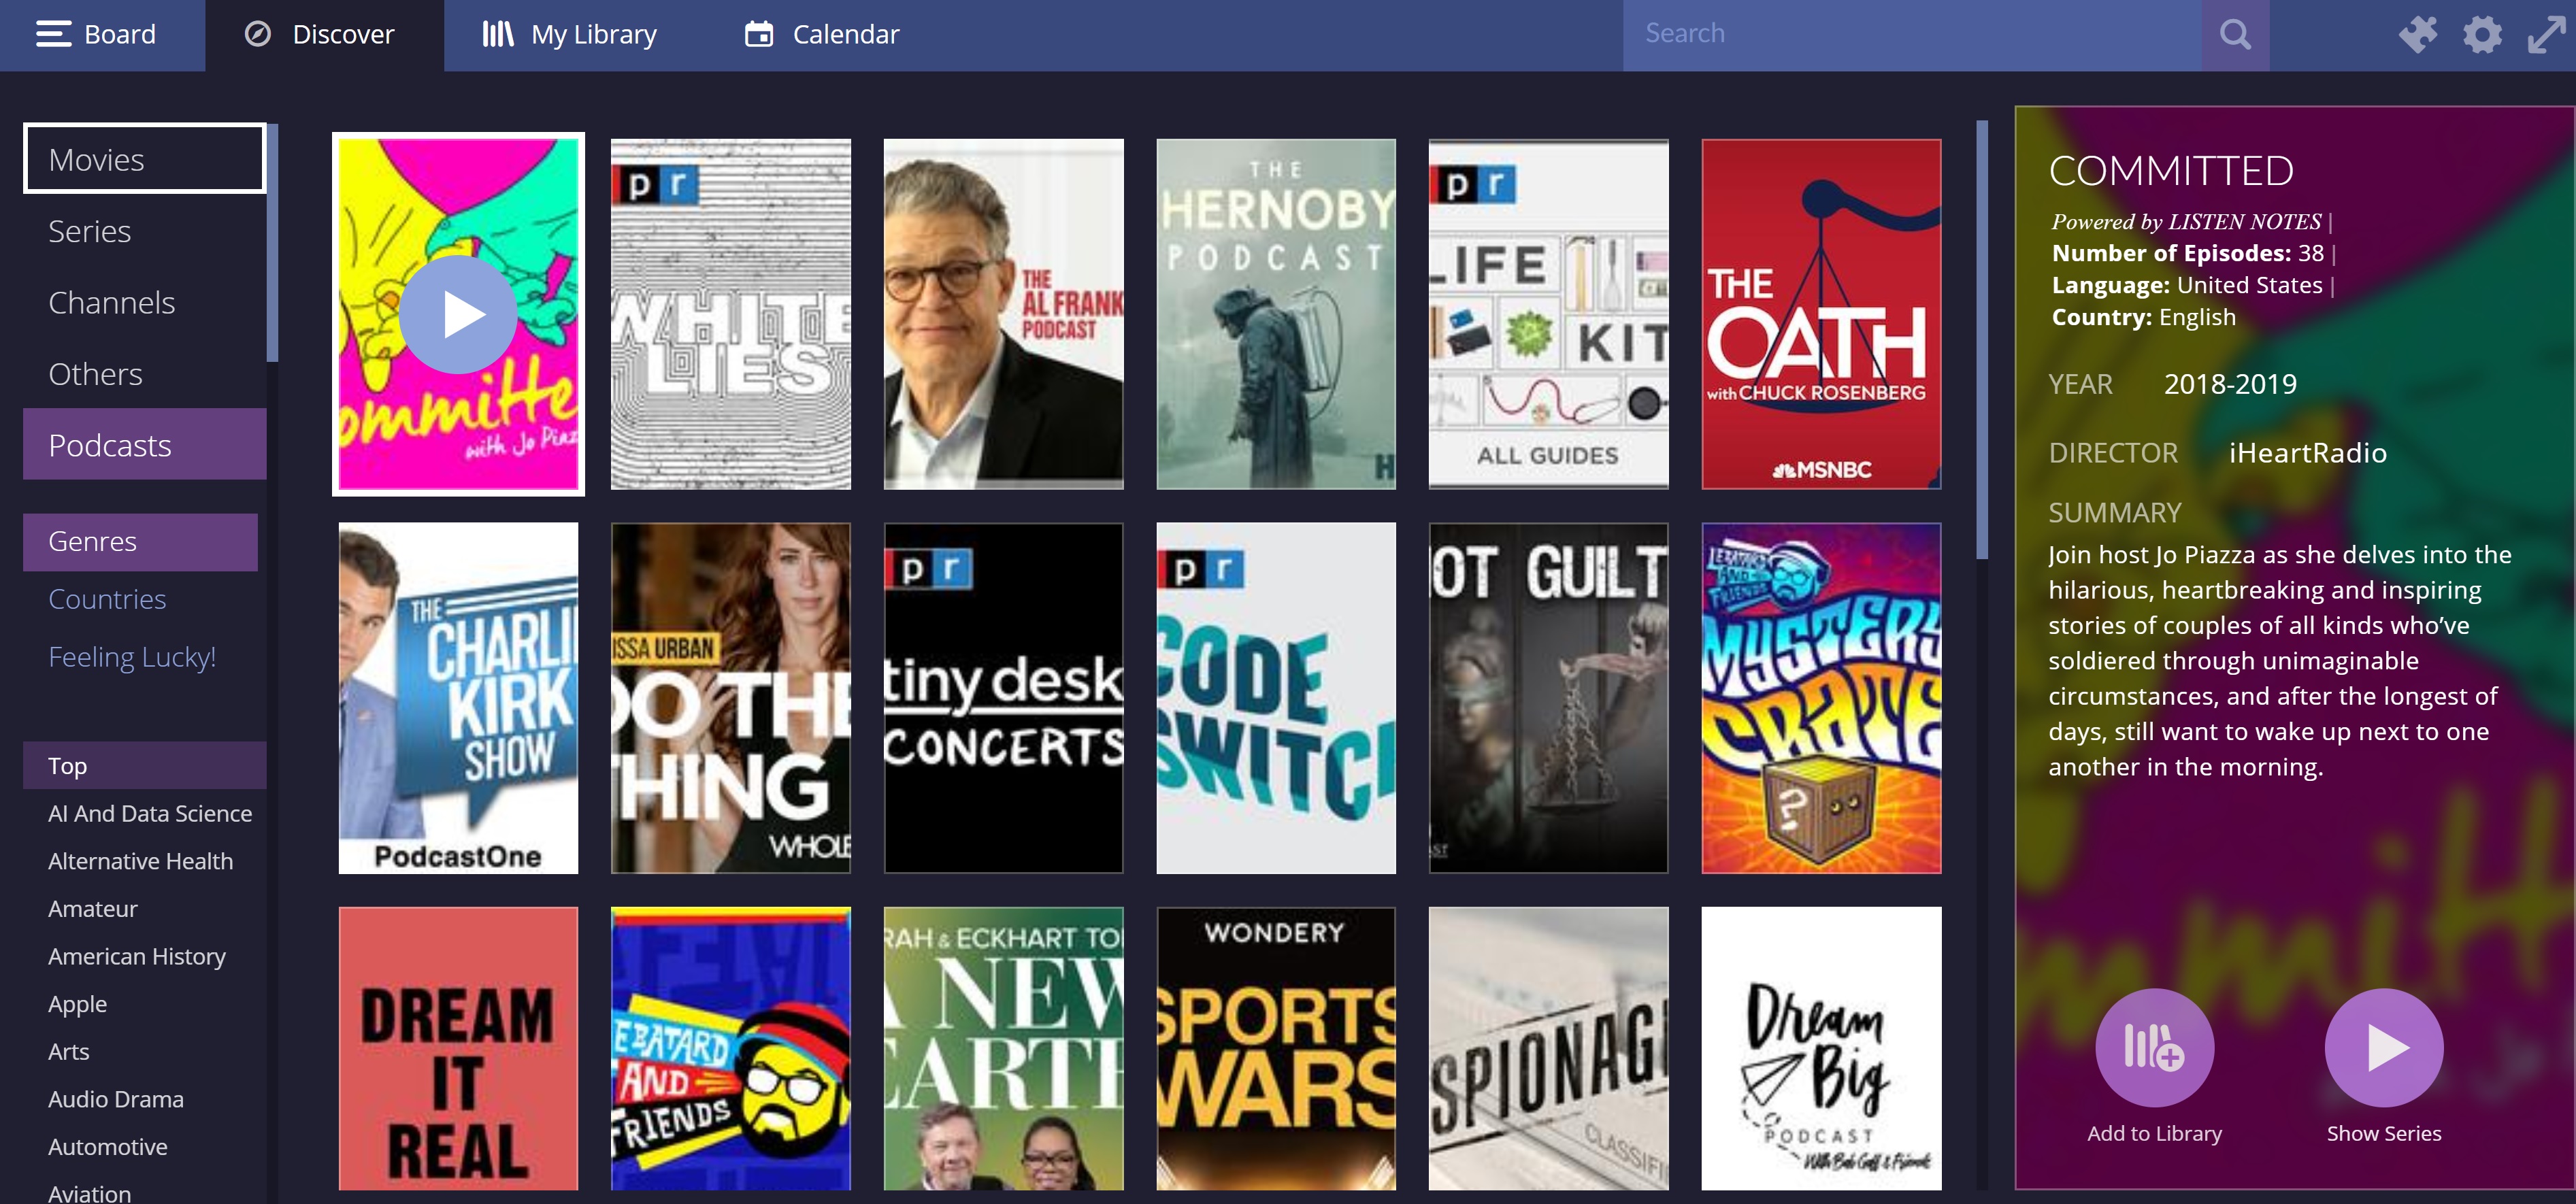 Board
Discover
My Library
Calendar
Search
Movies
Series
Channels
Others
Podcasts
Genres
Countries
Feeling Lucky!
Top
AI And Data Science
Alternative Health
Amateur
American History
Apple
Arts
Audio Drama
Automotive
Aviation
ommitte
with Jo Piaz
p r
WHITE
LIES
THE
AL FRANK
PODCAST
THE
HERNOBY
PODCAST
H
p r
LIFE
KIT
ALL GUIDES
THE
OATH
with CHUCK ROSENBERG
MSNBC
THE
CHARLI
KIRK
SHOW
PodcastOne
ISSA URBAN
DO THE
THING
WHOLE
p r
tiny desk
CONCERTS
p r
CODE
SWITC
OT GUILT
LEBATARD
AND
FRIENDS
MYSTERY
CRATE
?
DREAM
IT
REAL
EBATARD
AND
FRIENDS
RAH & ECKHART TO
A NEW
EARTH
WONDERY
SPORTS
WARS
SPIONAG
CLASSIFI
Dream
Big
PODCAST
With Bob Goff & Friends
COMMITTED
Powered by LISTEN NOTES |
Number of Episodes: 38 |
Language: United States |
Country: English
YEAR 2018-2019
DIRECTOR iHeartRadio
SUMMARY
Join host Jo Piazza as she delves into the
hilarious, heartbreaking and inspiring
stories of couples of all kinds who’ve
soldiered through unimaginable
circumstances, and after the longest of
days, still want to wake up next to one
another in the morning.
Add to Library
Show Series